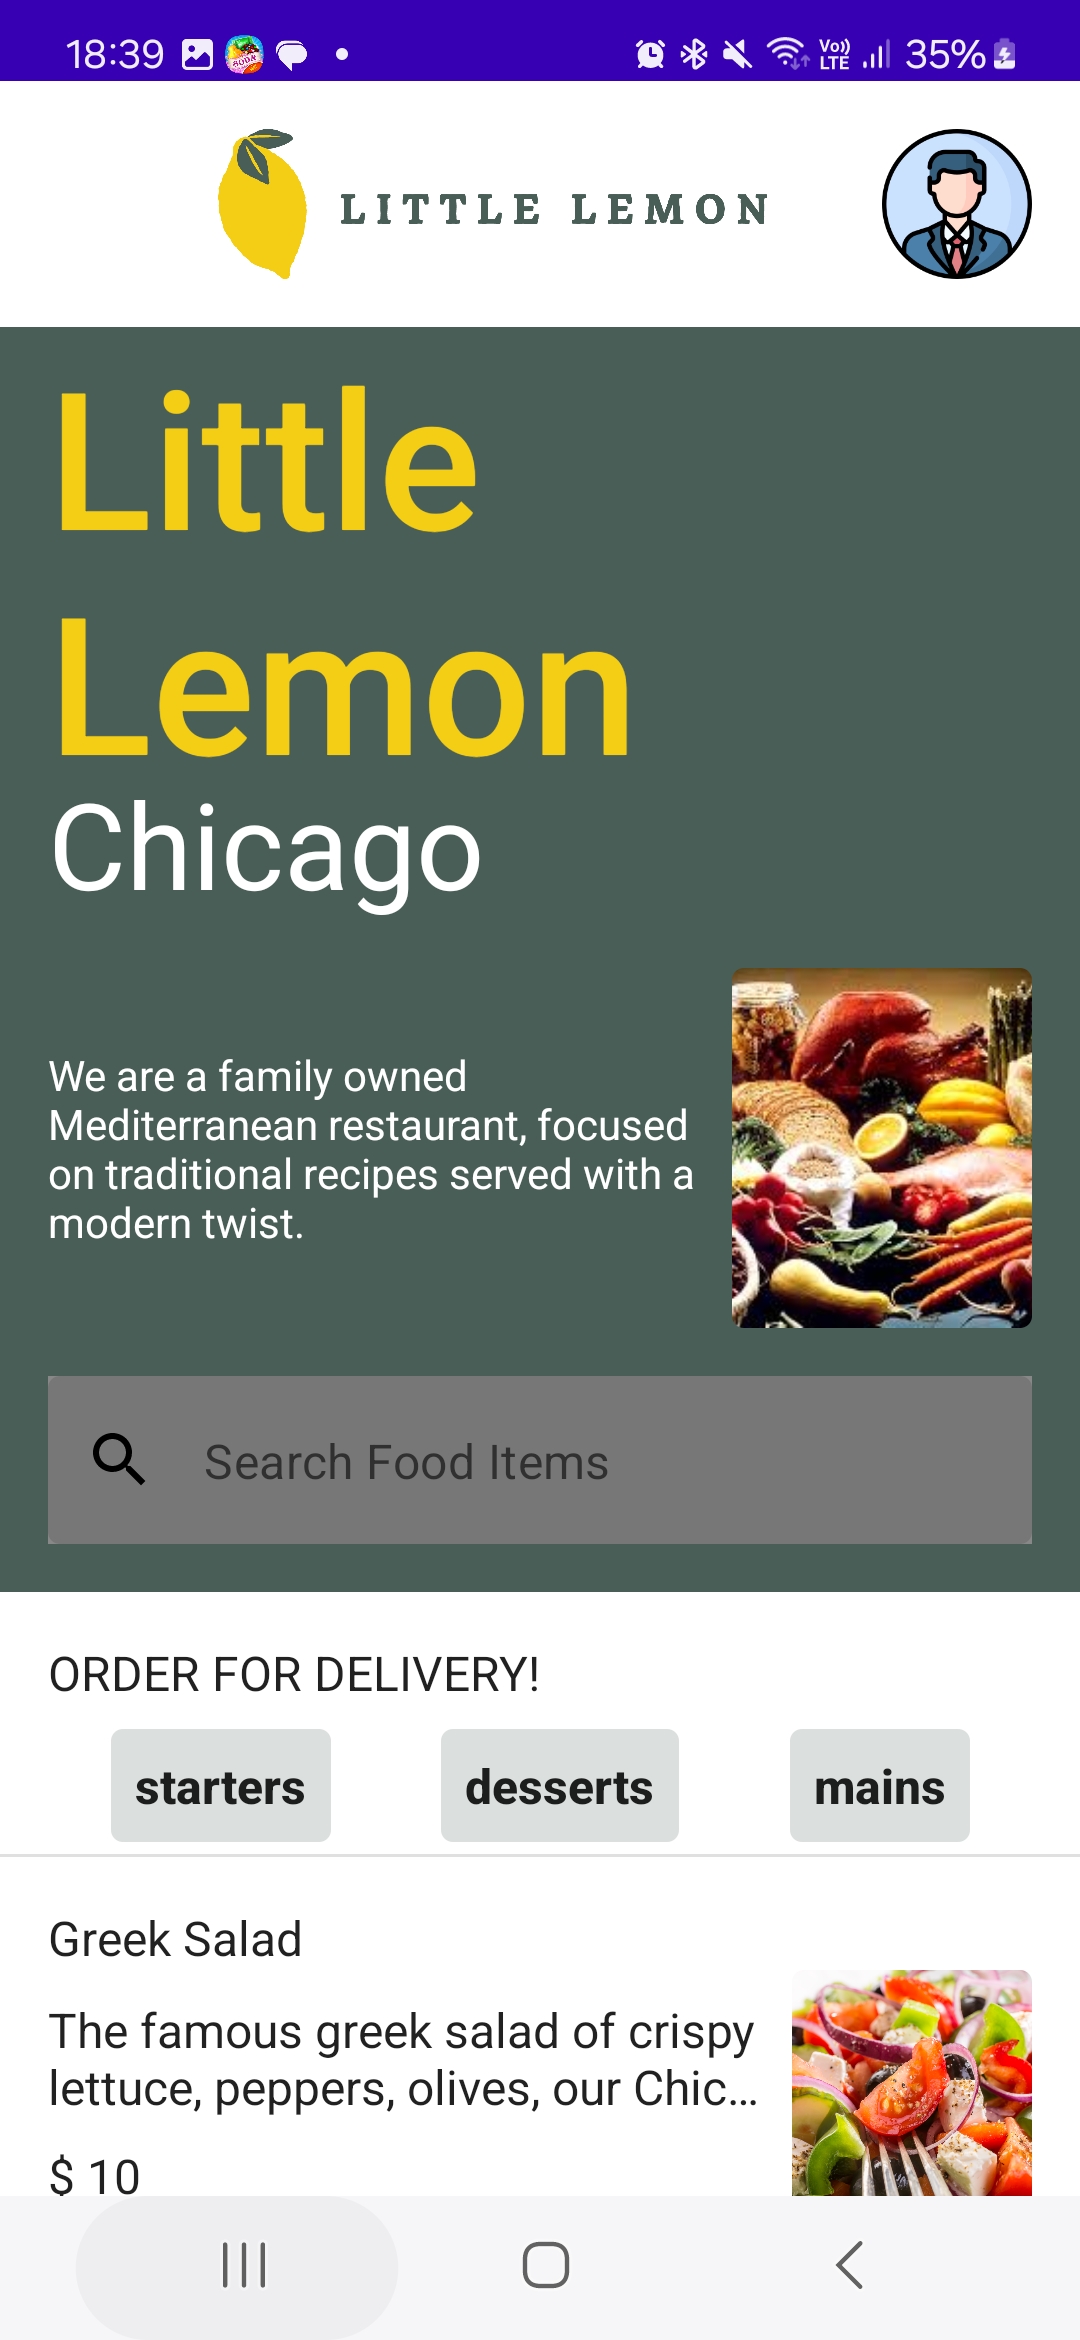 18:39 Vo)) LTE 35%
LITTLE LEMON
Little
Lemon
Chicago
We are a family owned
Mediterranean restaurant, focused
on traditional recipes served with a
modern twist.
Search Food Items
ORDER FOR DELIVERY!
starters desserts mains
Greek Salad
The famous greek salad of crispy
lettuce, peppers, olives, our Chic...
$ 10